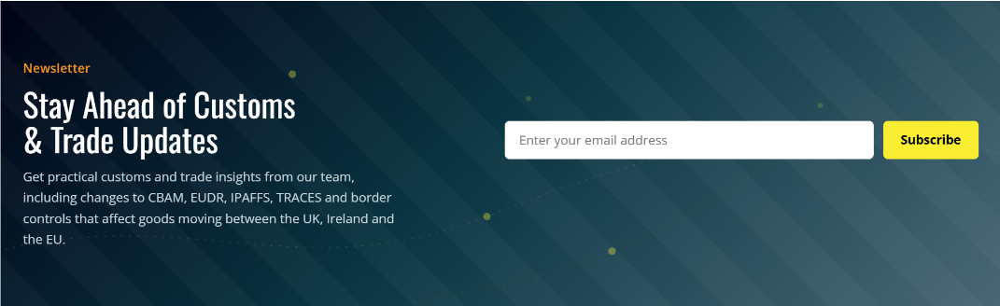 Newsletter
Stay Ahead of Customs
& Trade Updates
Get practical customs and trade insights from our team,
including changes to CBAM, EUDR, IPAFFS, TRACES and border
controls that affect goods moving between the UK, Ireland and
the EU.
Enter your email address
Subscribe